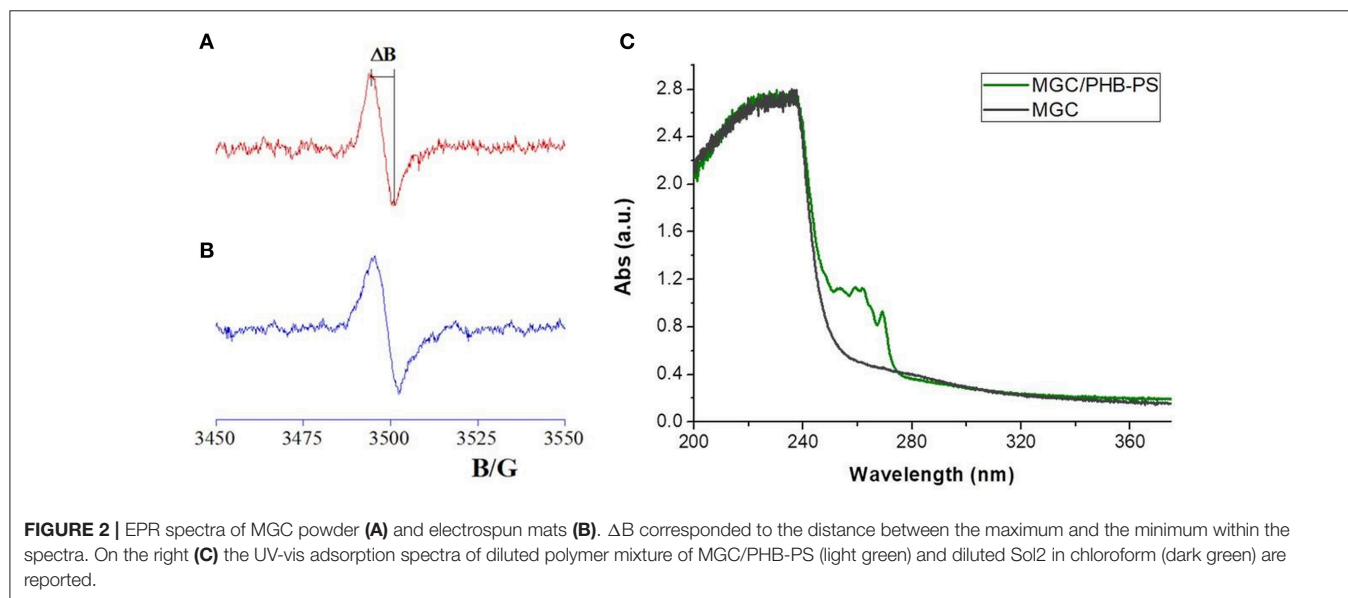 A
ΔB
B
3450 3475 3500 3525 3550
B/G
C
2.8
2.4
2.0
1.6
1.2
0.8
0.4
0.0
Abs (a.u.)
MGC/PHB-PS
MGC
200 240 280 320 360
Wavelength (nm)
FIGURE 2 | EPR spectra of MGC powder (A) and electrospun mats (B). ΔB corresponded to the distance between the maximum and the minimum within the
spectra. On the right (C) the UV-vis adsorption spectra of diluted polymer mixture of MGC/PHB-PS (light green) and diluted Sol2 in chloroform (dark green) are
reported.